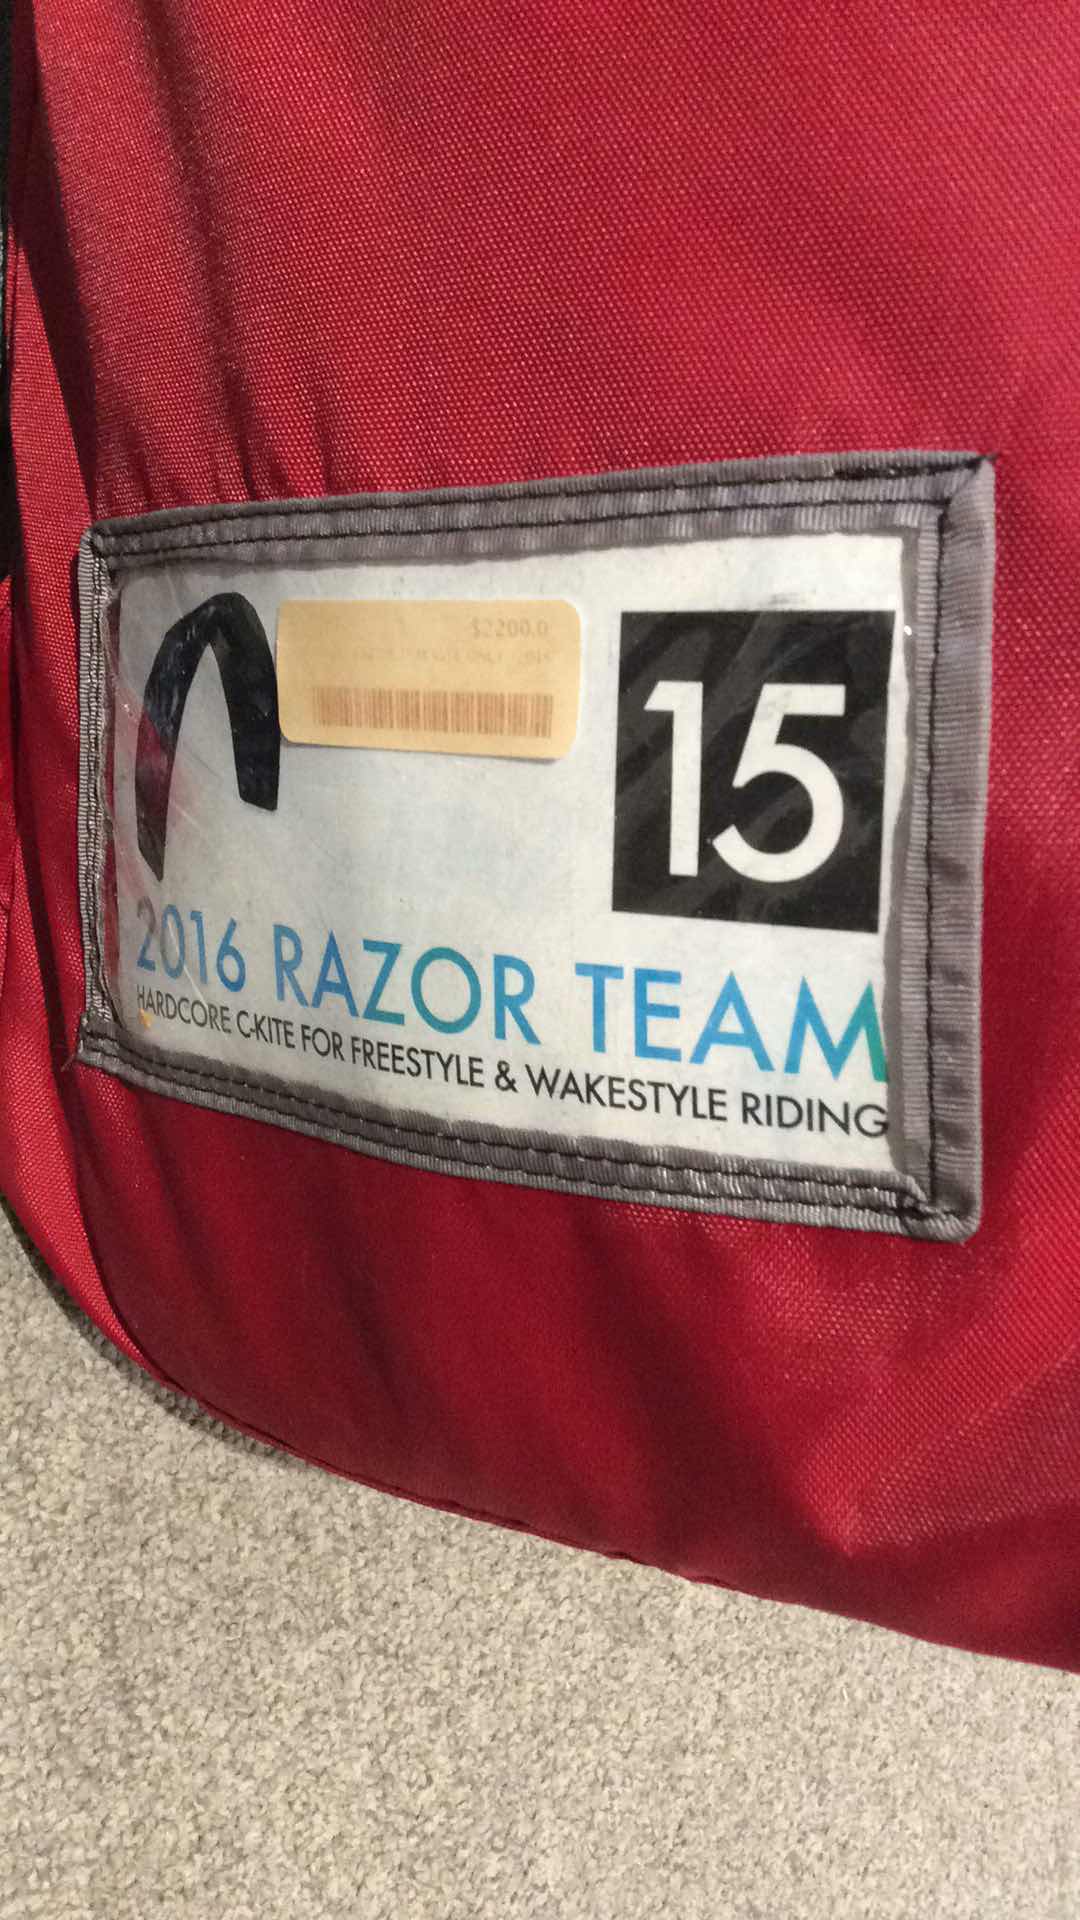 $2200.0
15
2016 RAZOR TEAM
HARDCORE C-KITE FOR FREESTYLE & WAKESTYLE RIDING